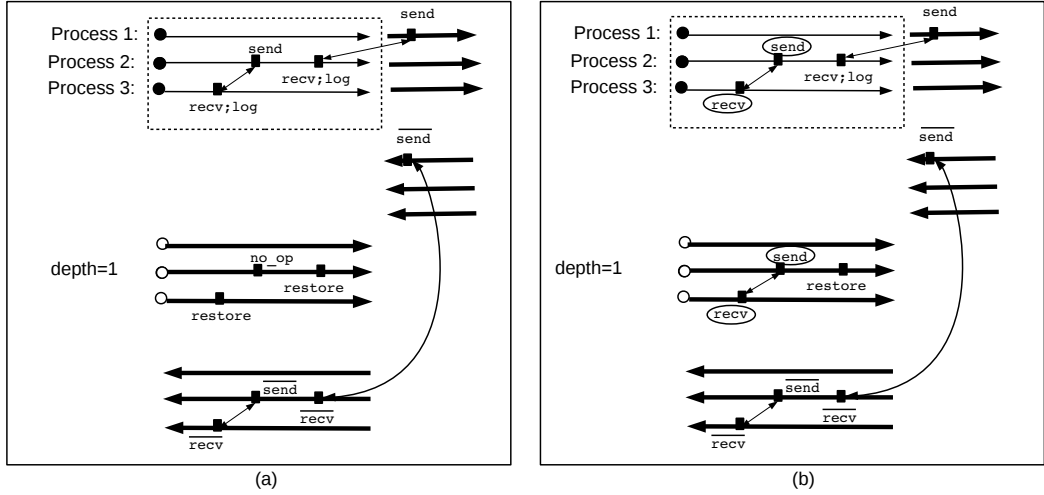 send
Process 1:
send
Process 2:
recv;log
Process 3:
recv;log
send
no_op
depth=1
restore
restore
send
recv
recv
(a)
send
Process 1:
send
Process 2:
recv;log
Process 3:
recv
send
send
depth=1
restore
recv
send
recv
recv
(b)